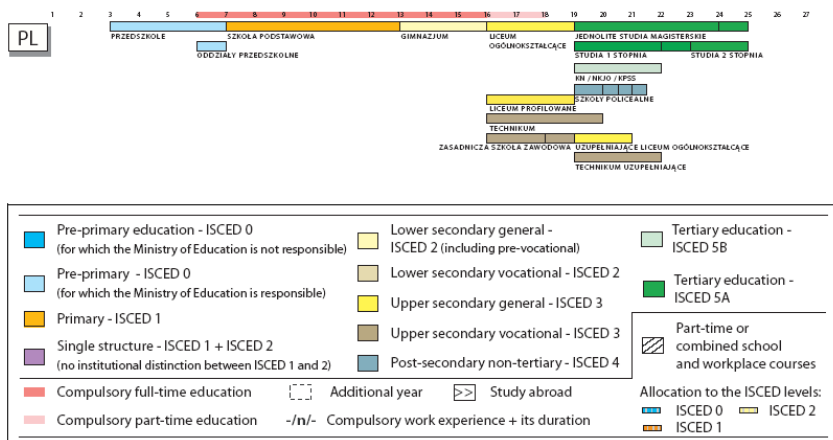 1 2 3 4 5 6 7 8 9 10 11 12 13 14 15 16 17 18 19 20 21 22 23 24 25 26 27
PL
PRZEDSZKOLE
SZKOŁA PODSTAWOWA
GIMNAZJUM
LICEUM
OGÓLNOKSZTAŁCĄCE
JEDNOLITE STUDIA MAGISTERSKIE
ODDZIAŁY PRZEDSZKOLNE
STUDIA 1 STOPNIA
STUDIA 2 STOPNIA
KN / NKJO / KPSS
SZKOŁY POLICEALNE
LICEUM PROFILOWANE
TECHNIKUM
ZASADNICZA SZKOŁA ZAWODOWA
UZUPEŁNIAJĄCE LICEUM OGÓLNOKSZTAŁCĄCE
TECHNIKUM UZUPEŁNIAJĄCE
Pre-primary education - ISCED 0
(for which the Ministry of Education is not responsible)
Pre-primary - ISCED 0
(for which the Ministry of Education is responsible)
Primary - ISCED 1
Single structure - ISCED 1 + ISCED 2
(no institutional distinction between ISCED 1 and 2)
Lower secondary general -
ISCED 2 (including pre-vocational)
Lower secondary vocational - ISCED 2
Upper secondary general - ISCED 3
Upper secondary vocational - ISCED 3
Post-secondary non-tertiary - ISCED 4
Tertiary education -
ISCED 5B
Tertiary education -
ISCED 5A
Part-time or
combined school
and workplace courses
Compulsory full-time education
Additional year
>> Study abroad
Compulsory part-time education
-/n/- Compulsory work experience + its duration
Allocation to the ISCED levels:
ISCED 0
ISCED 2
ISCED 1